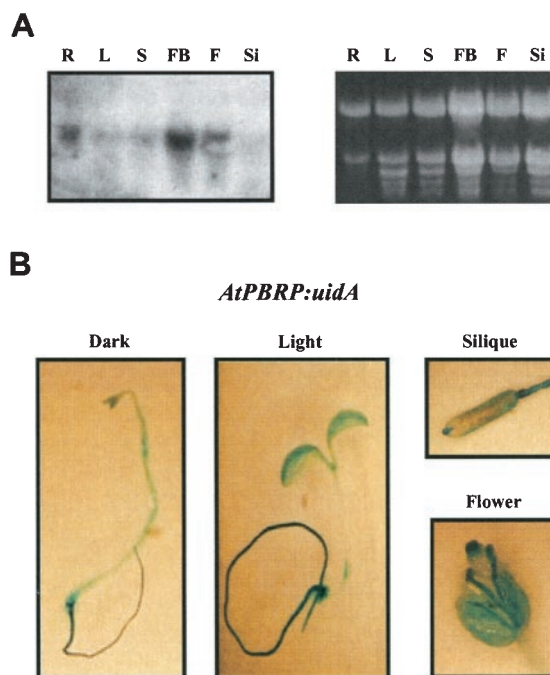 A
R L S FB F Si
R L S FB F Si
B
AtPBRP:uidA
Dark
Light
Silique
Flower